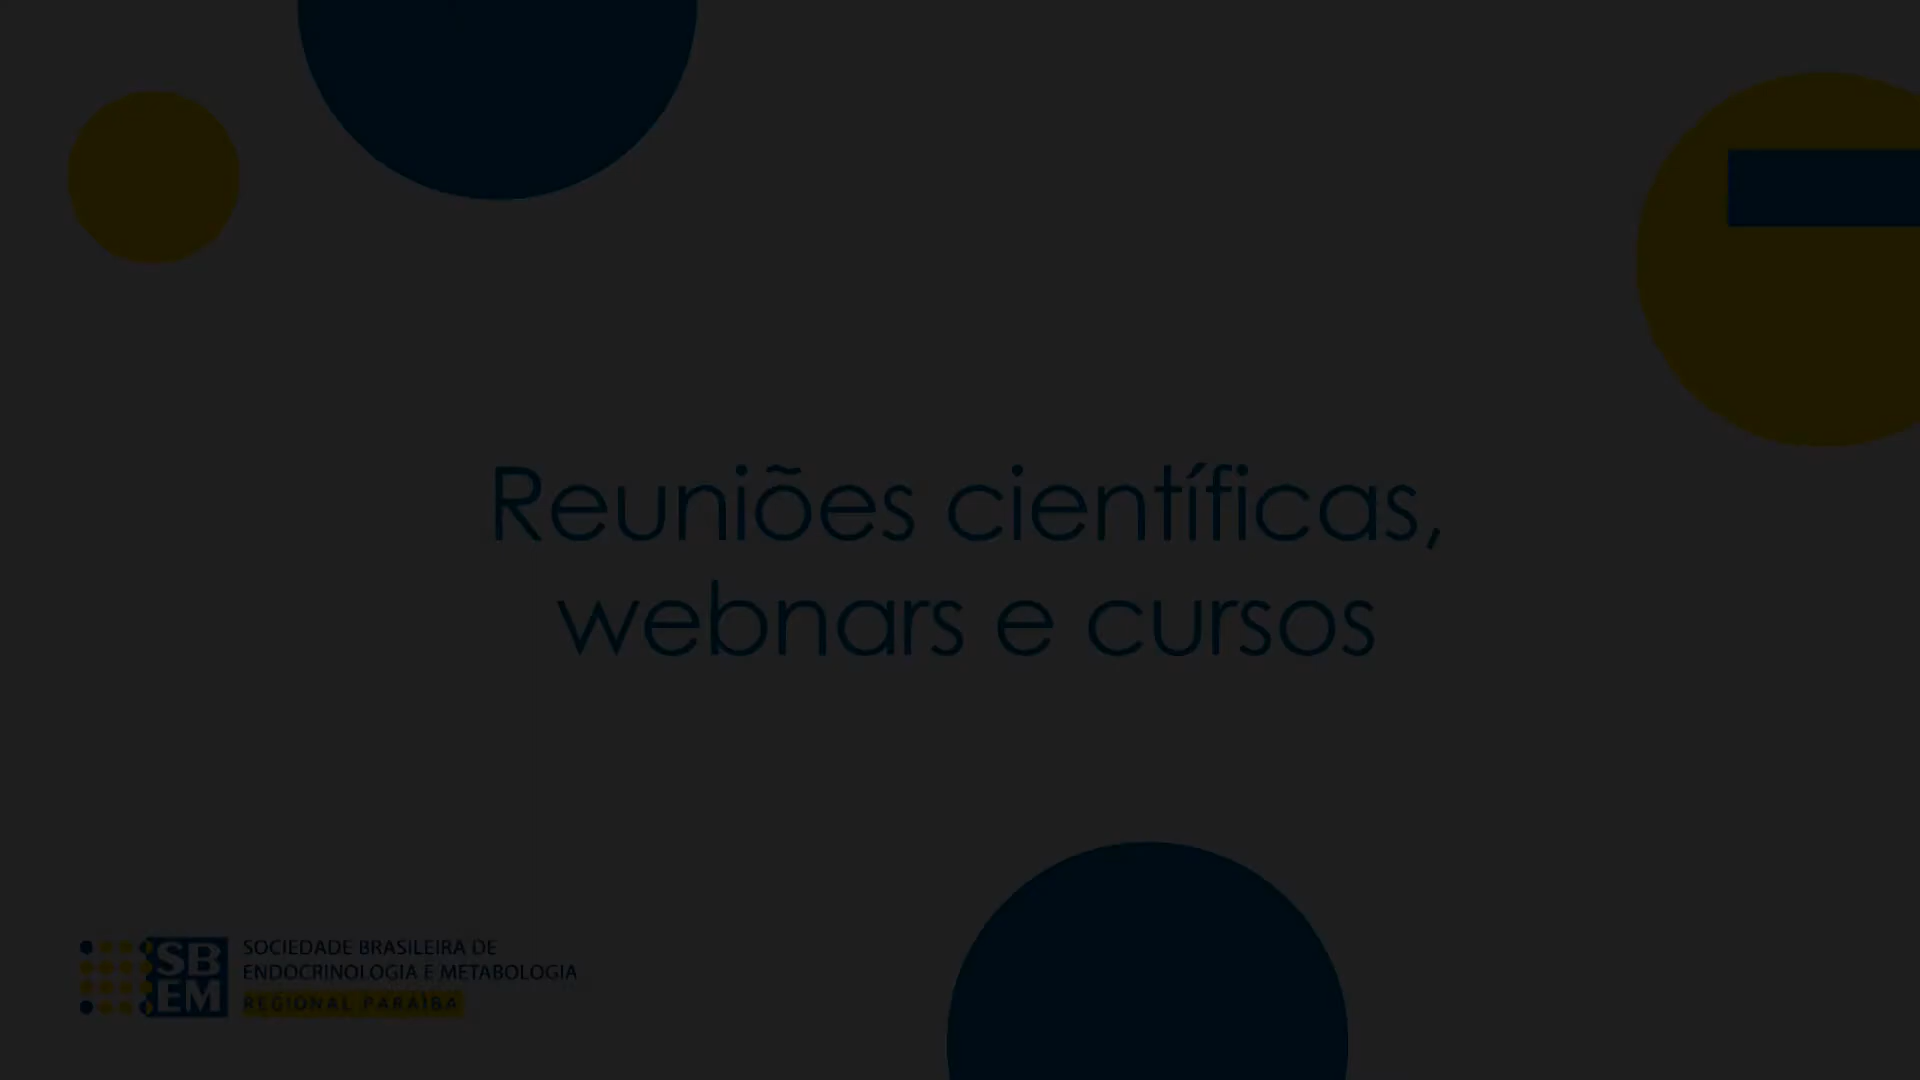 Reuniões científicas,
webnars e cursos
SB
EM
SOCIEDADE BRASILEIRA DE
ENDOCRINOLOGIA E METABOLOGIA
REGIONAL PARAÍBA